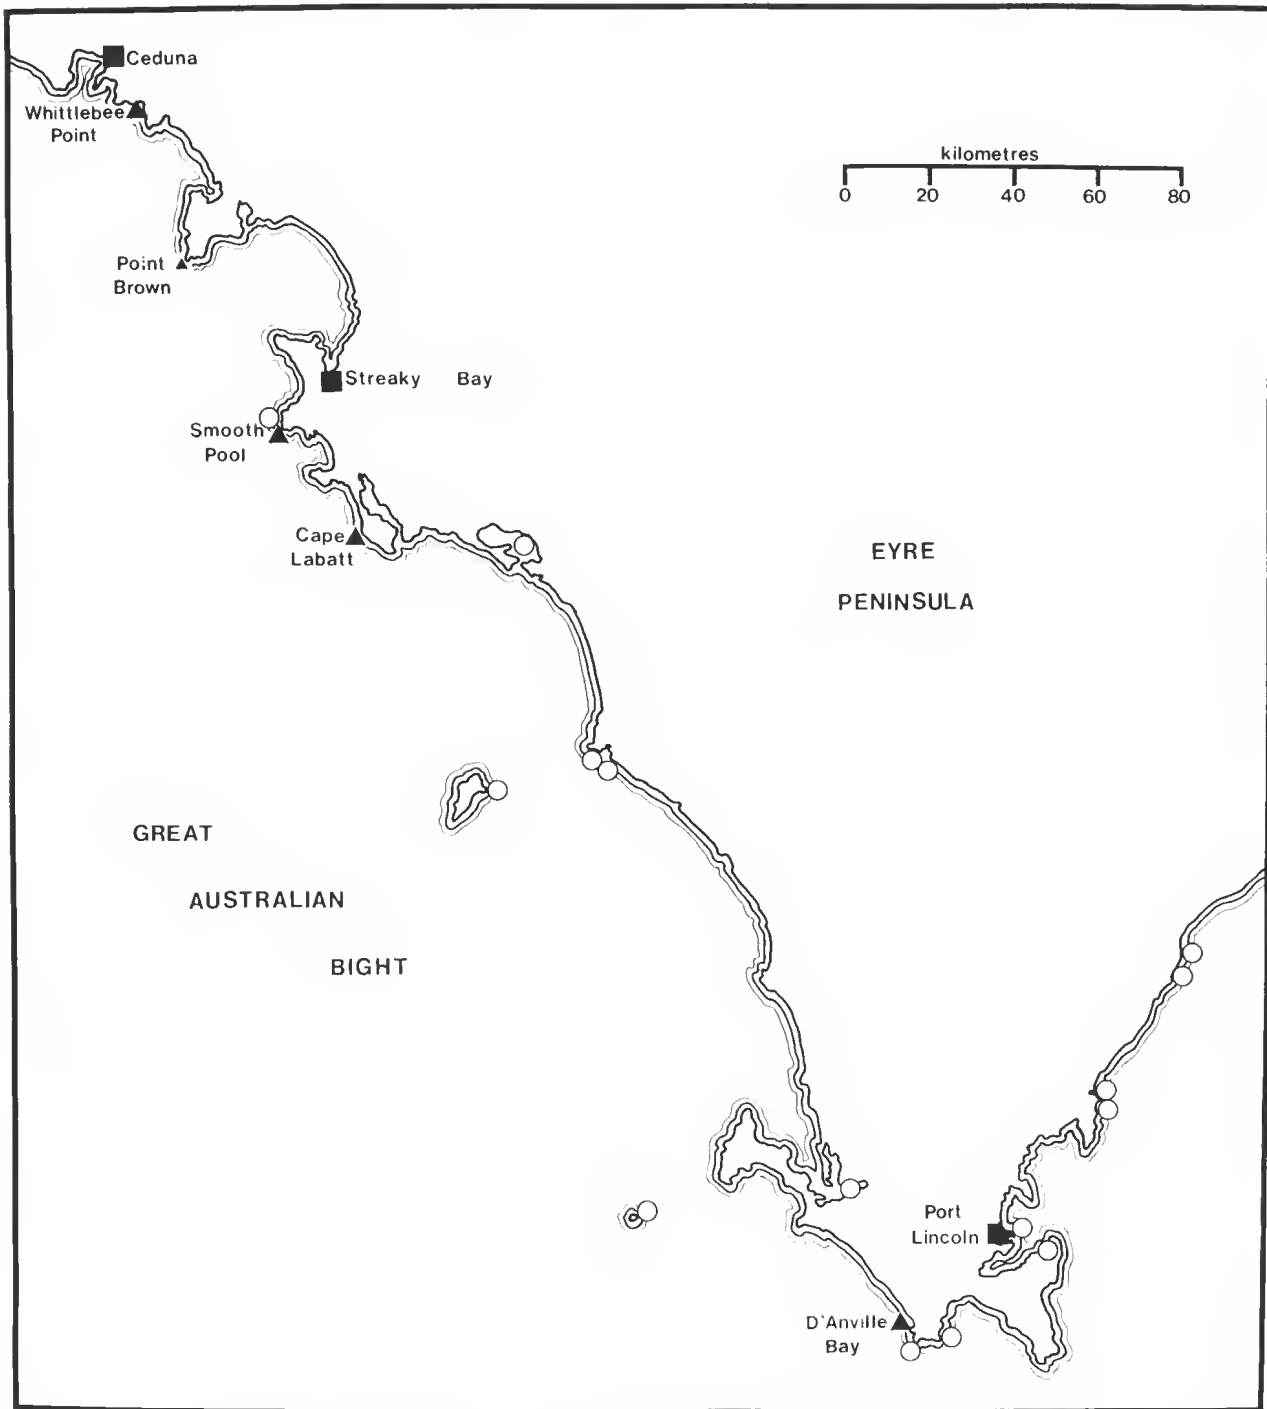 Ceduna
Whittlebee
Point
kilometres
0 20 40 60 80
Point
Brown
Streaky Bay
Smooth
Pool
Cape
Labatt
EYRE
PENINSULA
GREAT
AUSTRALIAN
BIGHT
Port
Lincoln
D'Anville
Bay